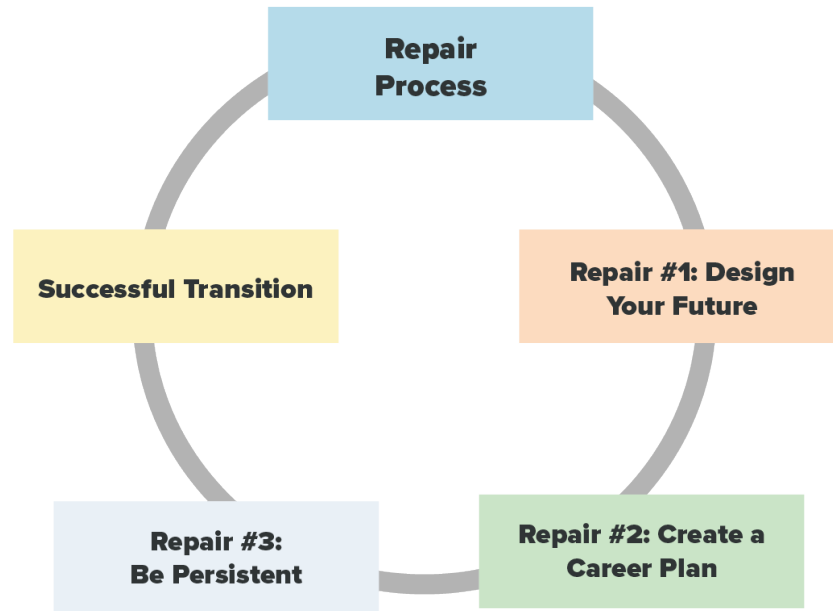 Repair
Process
Repair #1: Design
Your Future
Repair #2: Create a
Career Plan
Repair #3:
Be Persistent
Successful Transition